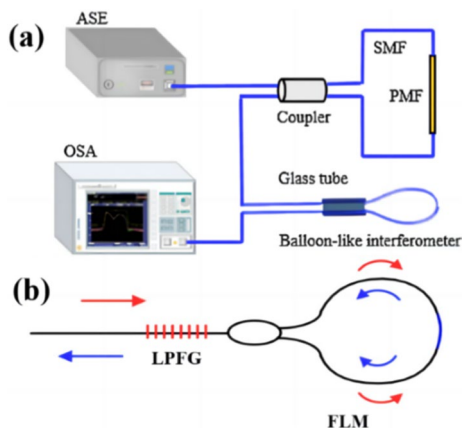 (a)
ASE
SMF
PMF
Coupler
OSA
Glass tube
Balloon-like interferometer
(b)
LPFG
FLM